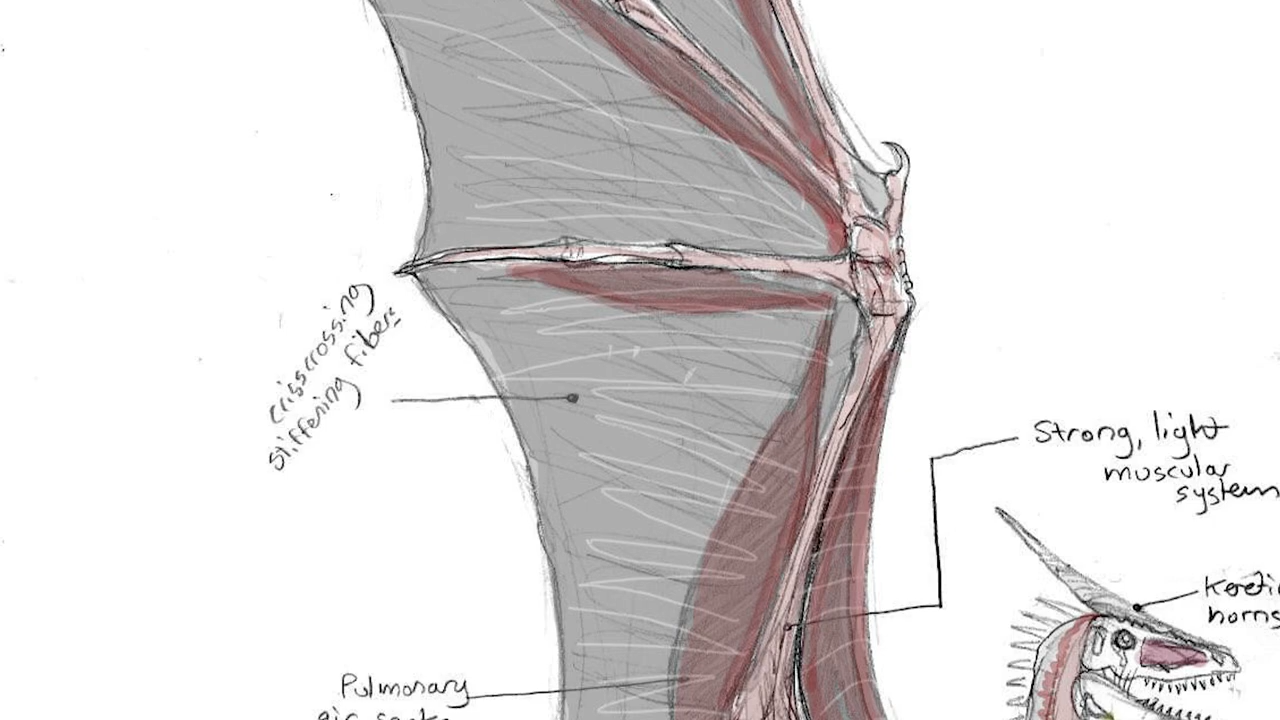 crisscrossing
stiffening fibers
Strong, light
muscular
system
horns
Pulmonary